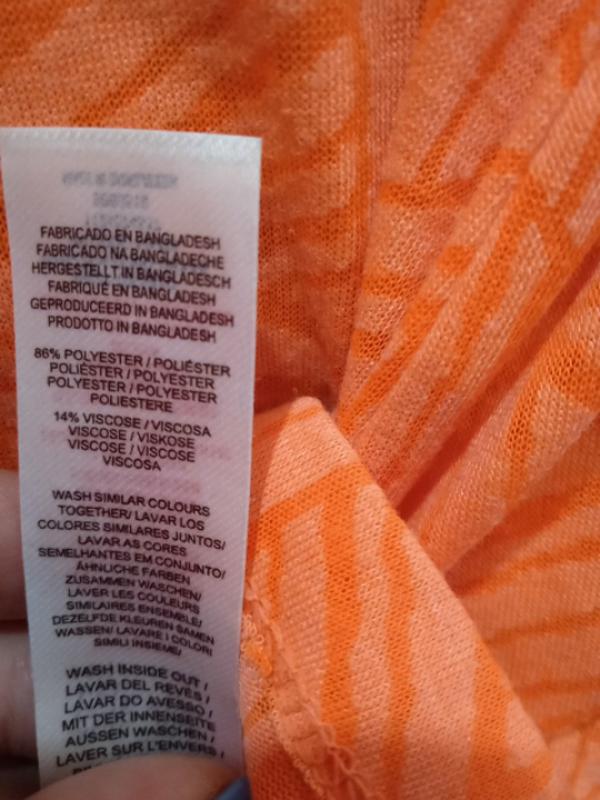 FABRICADO EN BANGLADESH
FABRICADO NA BANGLADECHE
HERGESTELLT IN BANGLADESCH
FABRIQUÉ EN BANGLADESH
GEPRODUCEERD IN BANGLADESH
PRODOTTO IN BANGLADESH
86% POLYESTER / POLIÉSTER
POLIÉSTER / POLYESTER
POLYESTER / POLYESTER
POLIESTERE
14% VISCOSE / VISCOSA
VISCOSE / VISKOSE
VISCOSE / VISCOSE
VISCOSA
WASH SIMILAR COLOURS
TOGETHER/ LAVAR LOS
COLORES SIMILARES JUNTOS/
LAVAR AS CORES
SEMELHANTES EM CONJUNTO/
ÄHNLICHE FARBEN
ZUSAMMEN WASCHEN/
LAVER LES COULEURS
SIMILAIRES ENSEMBLE/
DEZELFDE KLEUREN SAMEN
WASSEN/ LAVARE I COLORI
SIMILI INSIEME/
WASH INSIDE OUT /
LAVAR DEL REVÉS /
LAVAR DO AVESSO /
MIT DER INNENSEITE
AUSSEN WASCHEN /
LAVER SUR L'ENVERS /